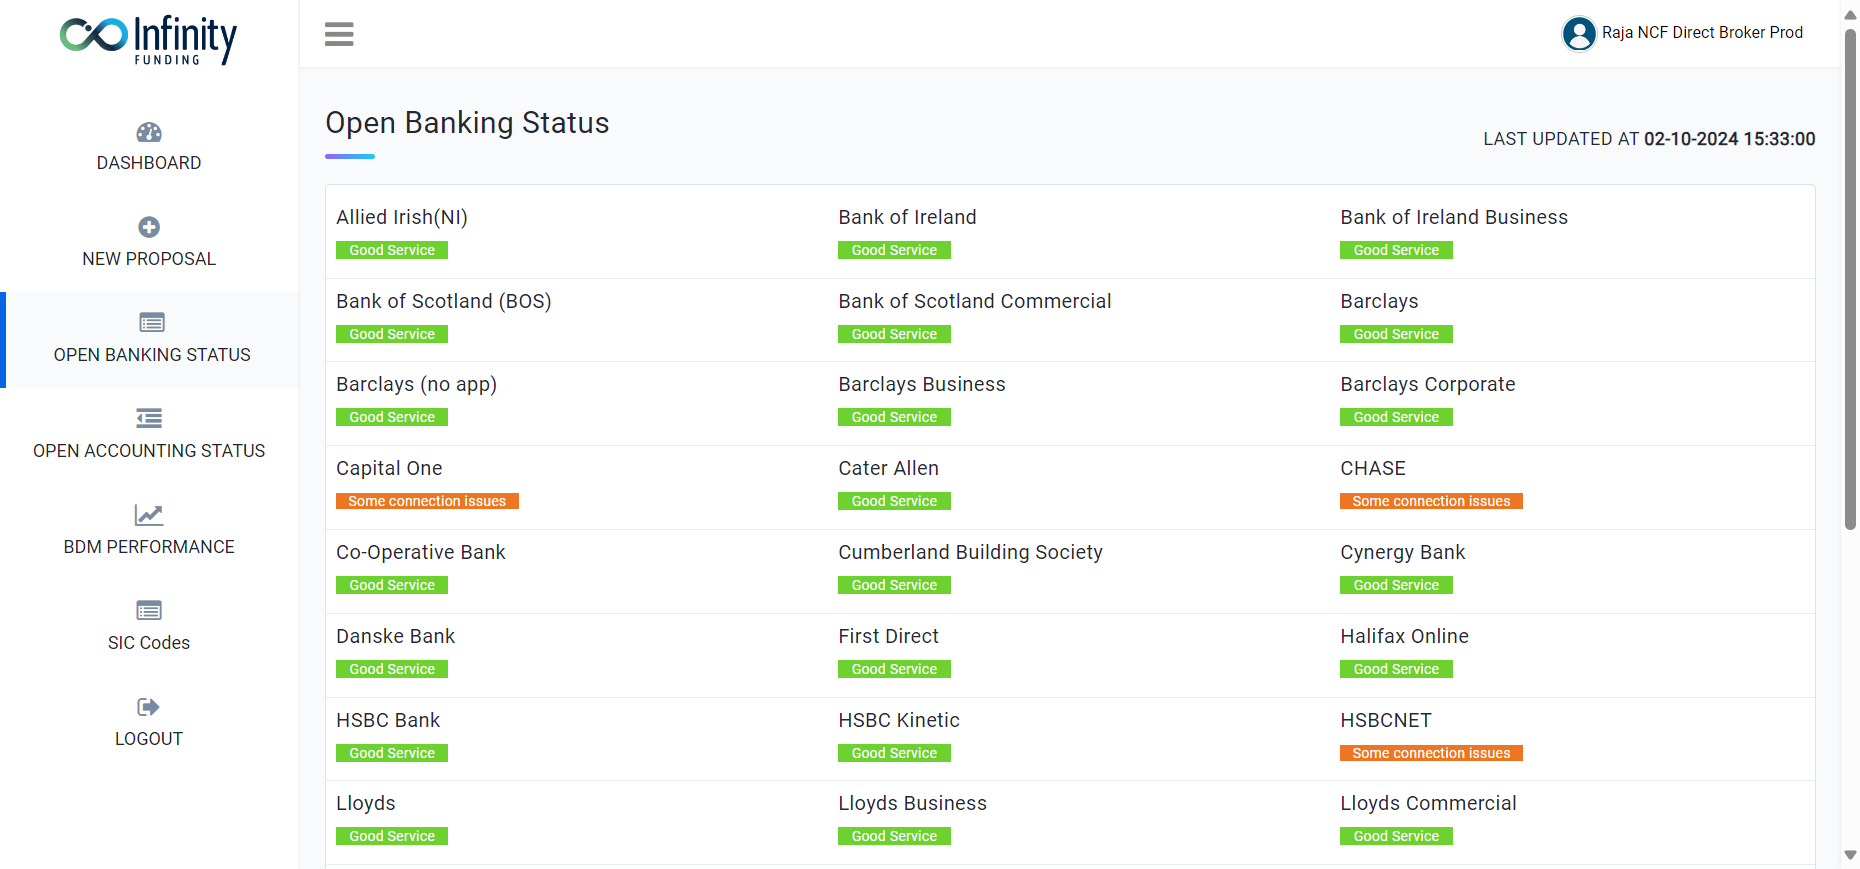 Infinity
FUNDING
Raja NCF Direct Broker Prod
DASHBOARD
NEW PROPOSAL
OPEN BANKING STATUS
OPEN ACCOUNTING STATUS
BDM PERFORMANCE
SIC Codes
LOGOUT
Open Banking Status
LAST UPDATED AT 02-10-2024 15:33:00
Allied Irish(NI)
Good Service
Bank of Ireland
Good Service
Bank of Ireland Business
Good Service
Bank of Scotland (BOS)
Good Service
Bank of Scotland Commercial
Good Service
Barclays
Good Service
Barclays (no app)
Good Service
Barclays Business
Good Service
Barclays Corporate
Good Service
Capital One
Some connection issues
Cater Allen
Good Service
CHASE
Some connection issues
Co-Operative Bank
Good Service
Cumberland Building Society
Good Service
Cynergy Bank
Good Service
Danske Bank
Good Service
First Direct
Good Service
Halifax Online
Good Service
HSBC Bank
Good Service
HSBC Kinetic
Good Service
HSBCNET
Some connection issues
Lloyds
Good Service
Lloyds Business
Good Service
Lloyds Commercial
Good Service